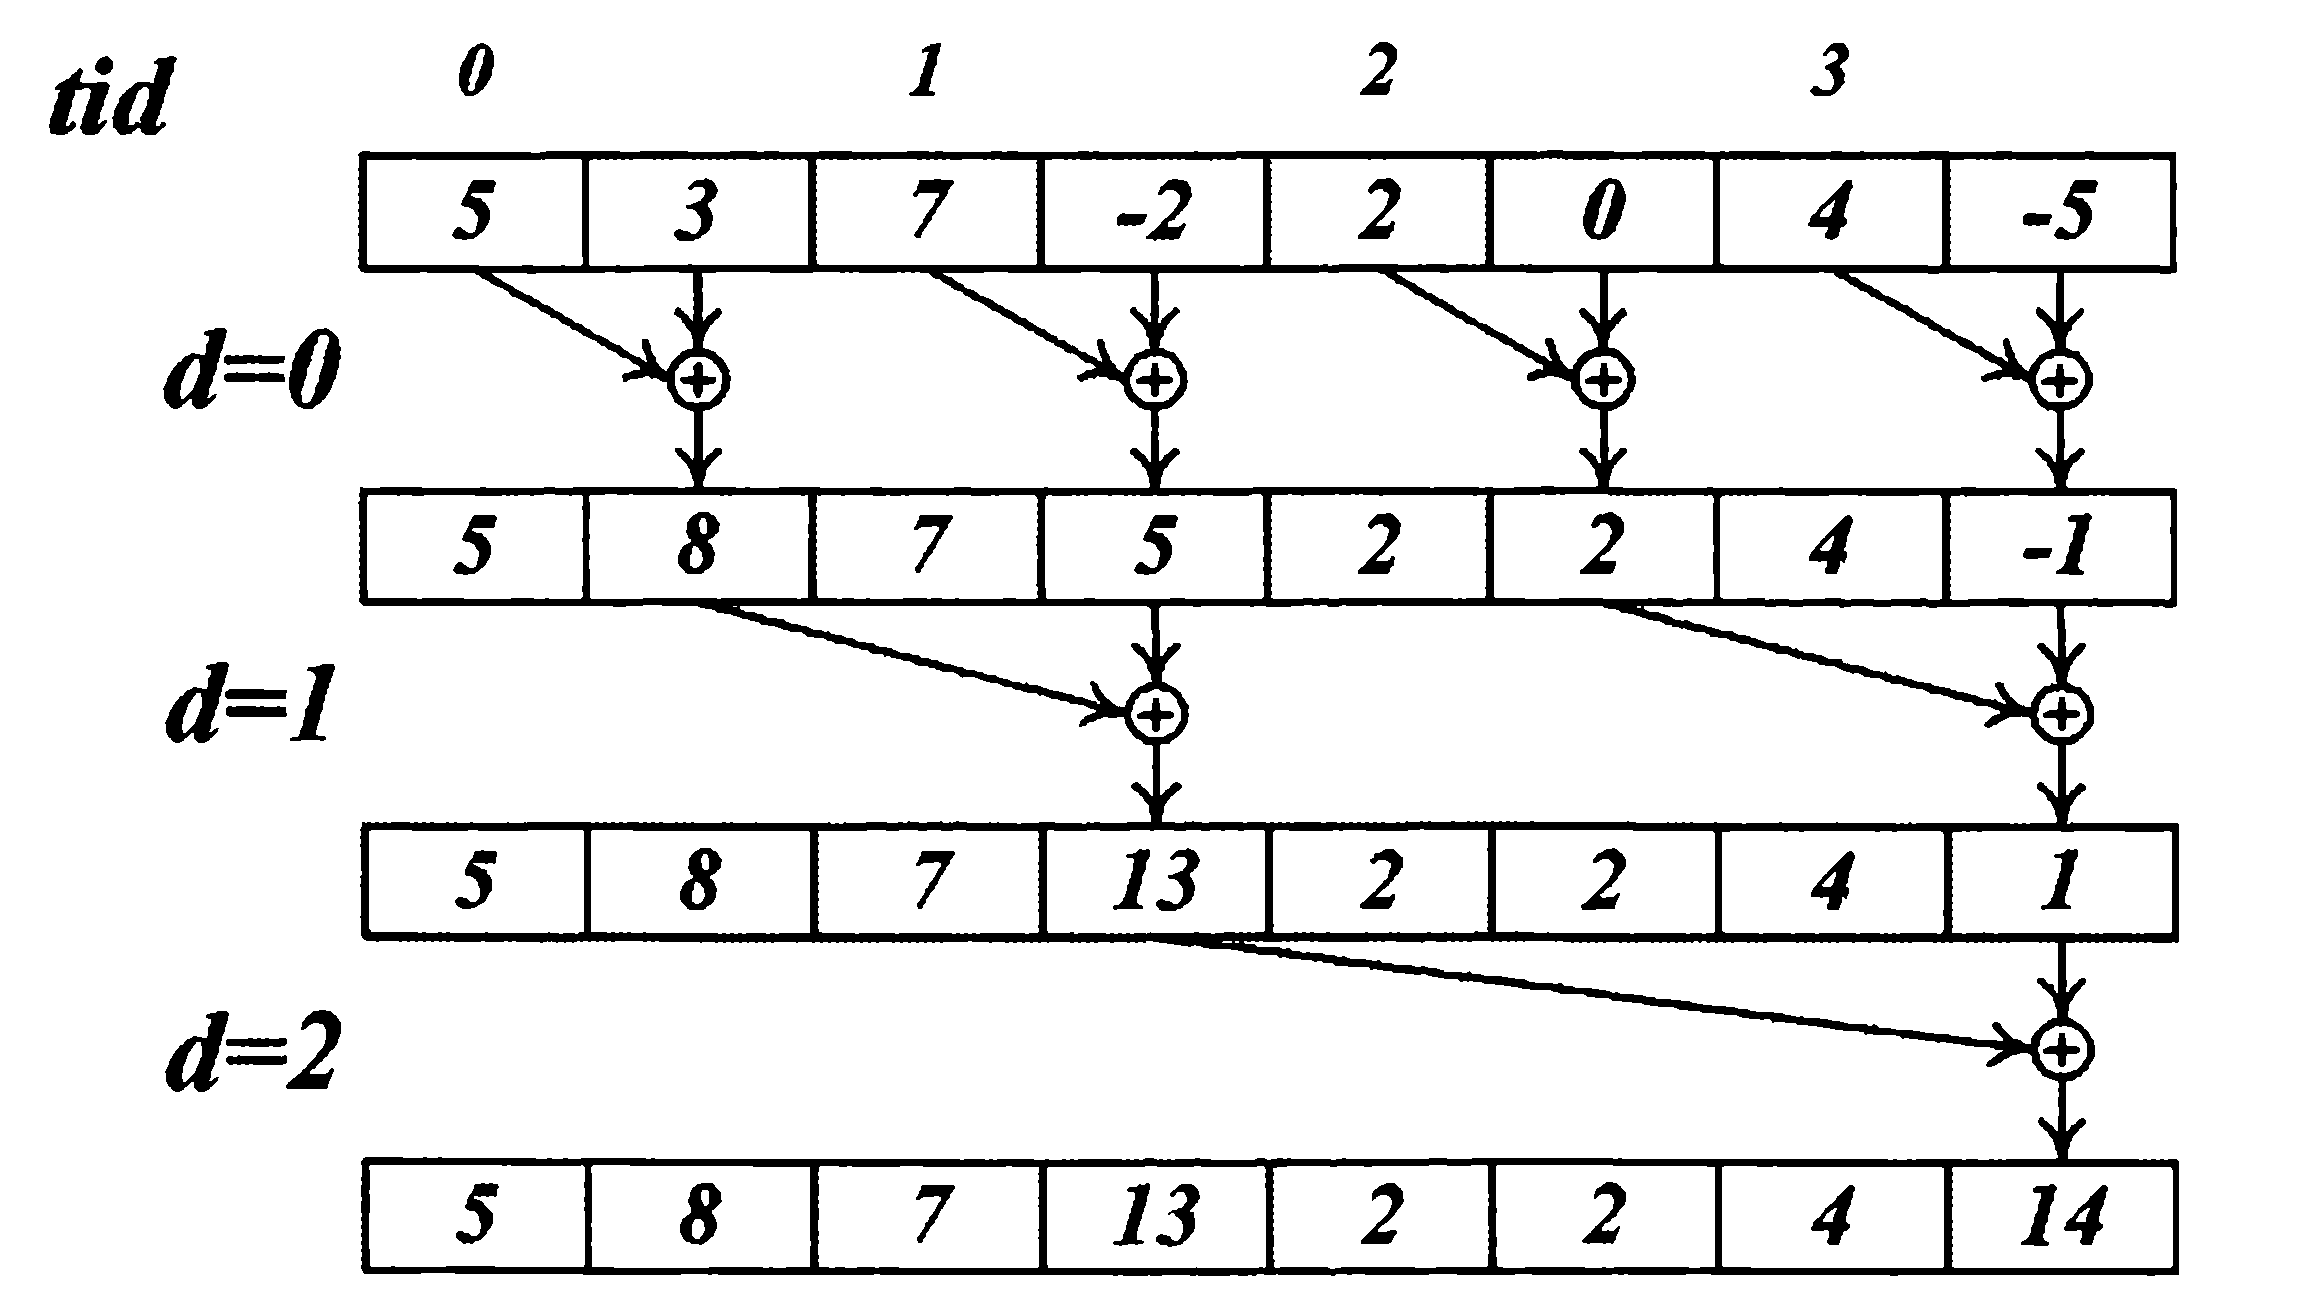 tid 0 1 2 3
5 3 7 -2 2 0 4 -5
d=0
+ + + +
5 8 7 5 2 2 4 -1
d=1
+ +
5 8 7 13 2 2 4 1
d=2
+
5 8 7 13 2 2 4 14